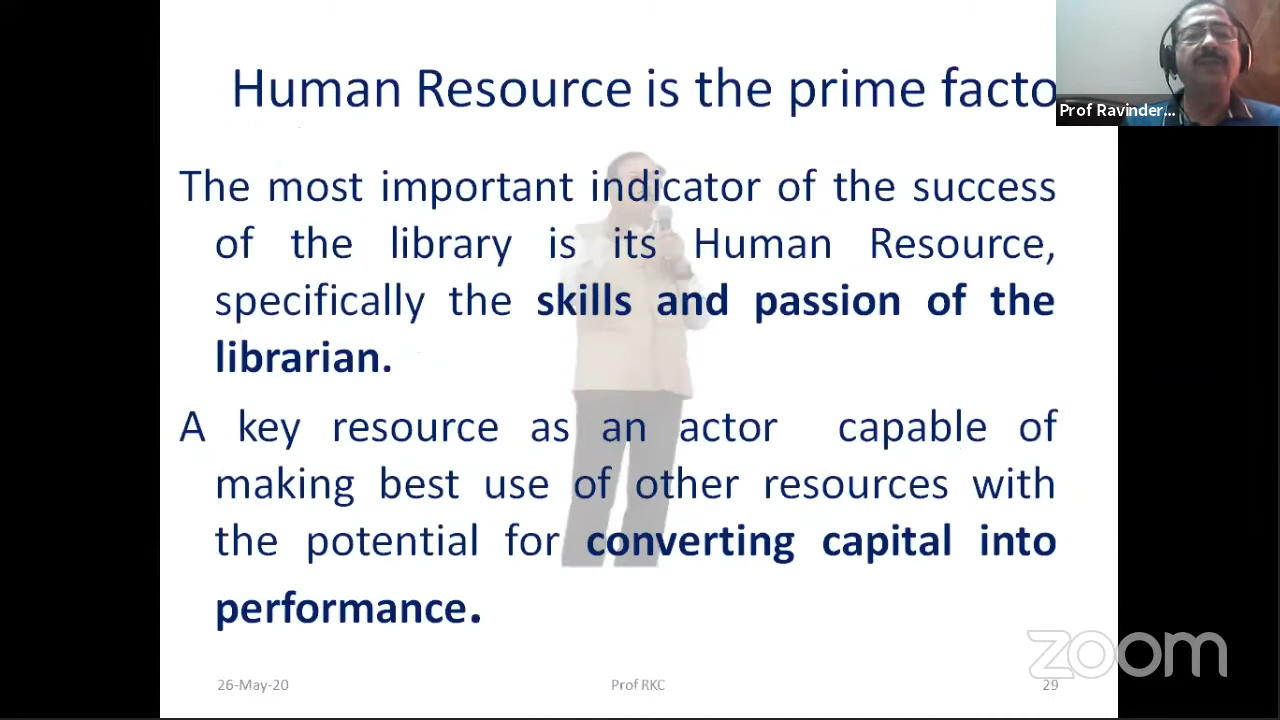 Human Resource is the prime facto
Prof Ravinder...
The most important indicator of the success
of the library is its Human Resource,
specifically the skills and passion of the
librarian.
A key resource as an actor capable of
making best use of other resources with
the potential for converting capital into
performance.
zoom
26-May-20
Prof RKC
29